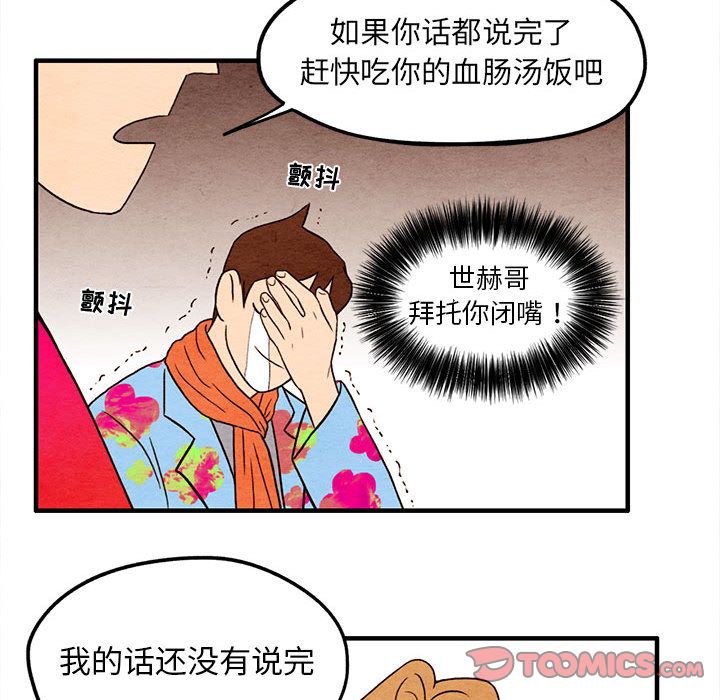 如果你话都说完了
赶快吃你的血肠汤饭吧
颤抖
世赫哥
拜托你闭嘴！
颤抖
我的话还没有说完
TOOMICS.COM